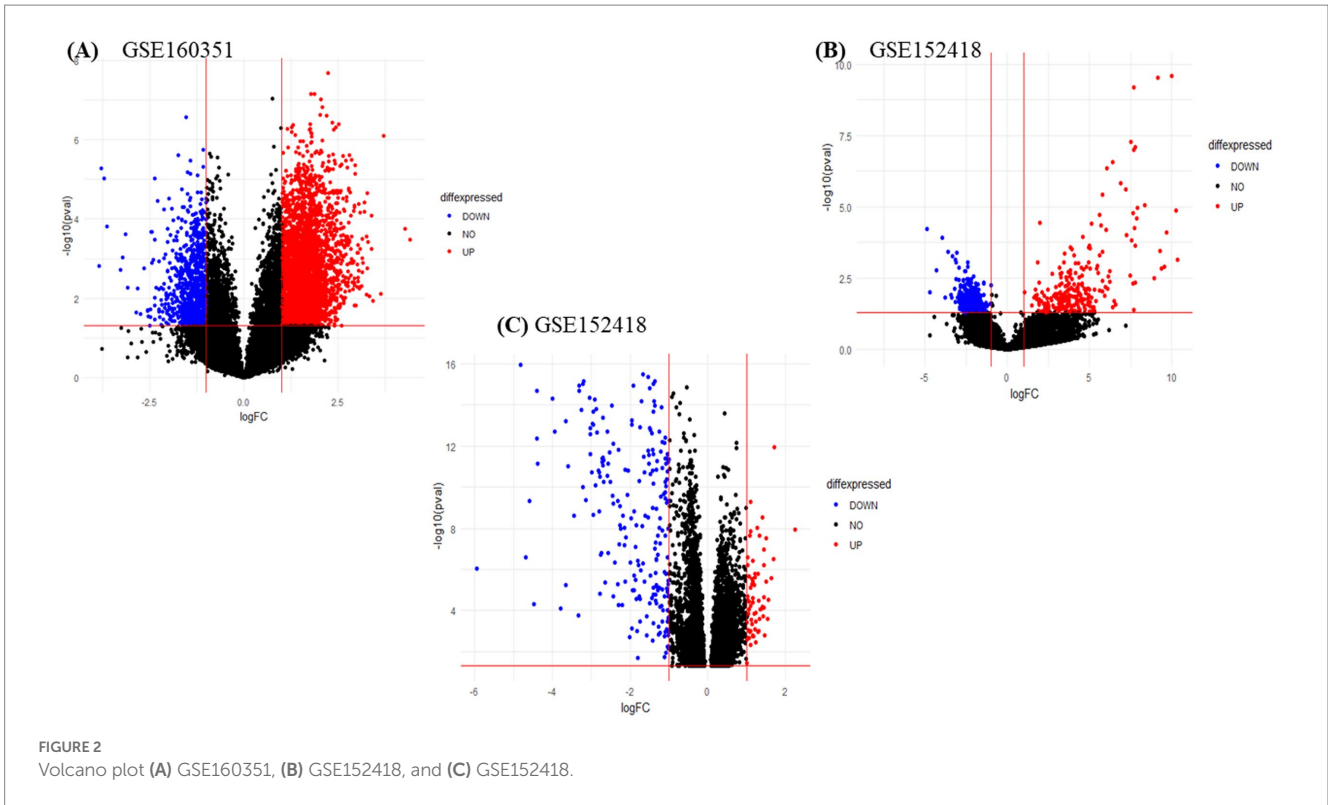 (A) GSE160351
8
6
4
2
0
-log10(pval)
-2.5
0.0
2.5
logFC
diffexpressed
DOWN
NO
UP
(B) GSE152418
10.0
7.5
5.0
2.5
0.0
-log10(pval)
-5
0
5
10
logFC
diffexpressed
DOWN
NO
UP
(C) GSE152418
16
12
8
4
-log10(pval)
-6
-4
-2
0
2
logFC
diffexpressed
DOWN
NO
UP
FIGURE 2
Volcano plot (A) GSE160351, (B) GSE152418, and (C) GSE152418.